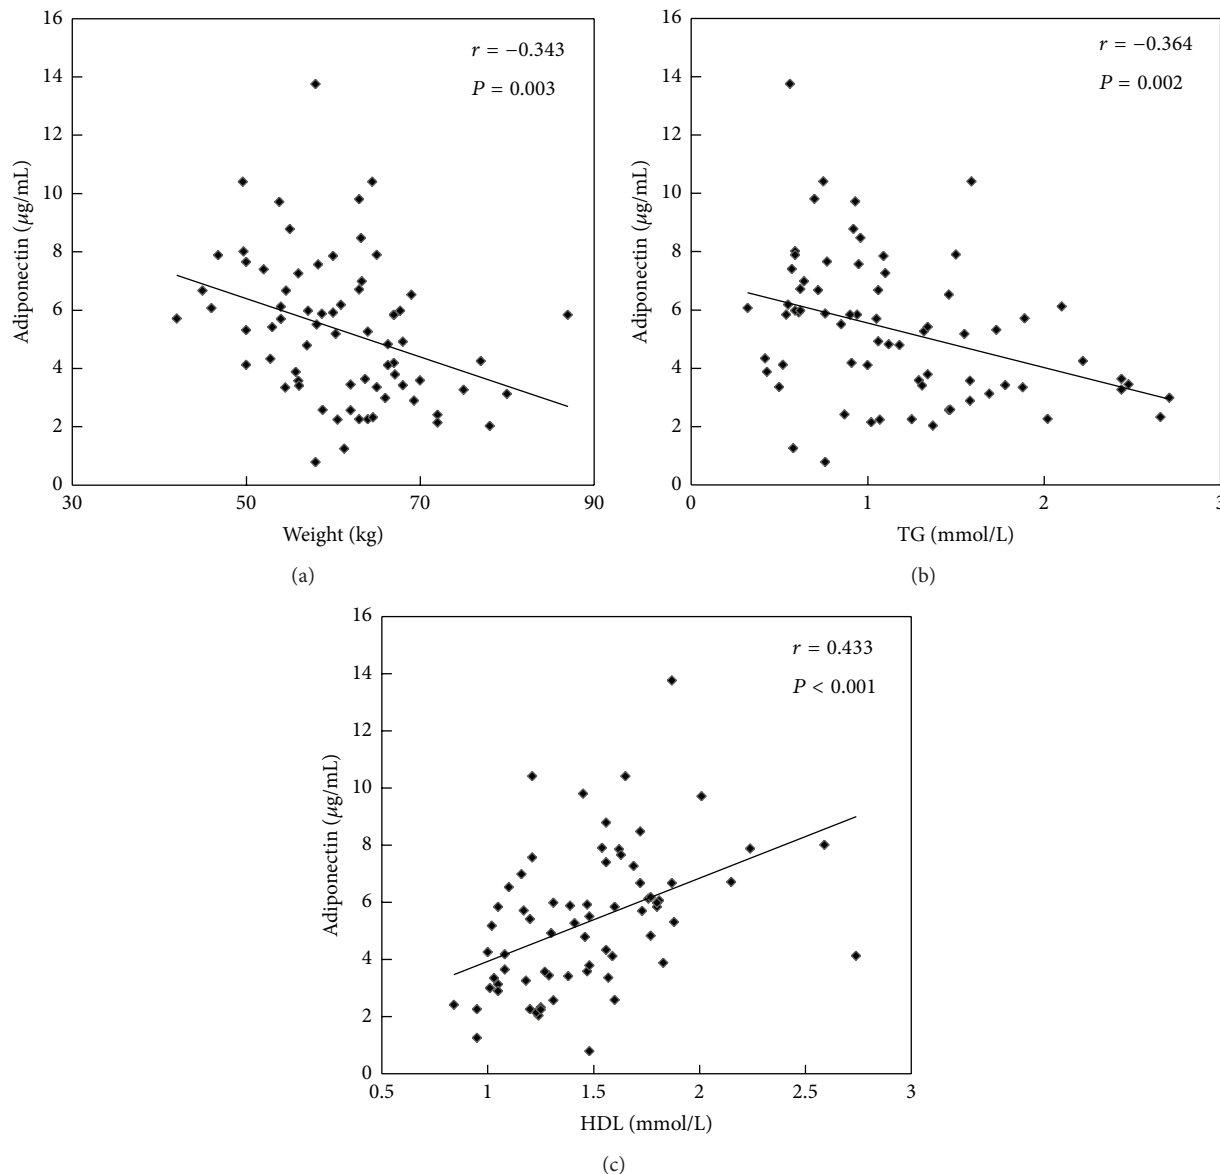 16
14
12
10
8
6
4
2
0
Adiponectin (μg/mL)
r = −0.343
P = 0.003
30
50
70
90
Weight (kg)
(a)
16
14
12
10
8
6
4
2
0
Adiponectin (μg/mL)
r = −0.364
P = 0.002
0
1
2
3
TG (mmol/L)
(b)
16
14
12
10
8
6
4
2
0
Adiponectin (μg/mL)
r = 0.433
P < 0.001
0.5
1
1.5
2
2.5
3
HDL (mmol/L)
(c)